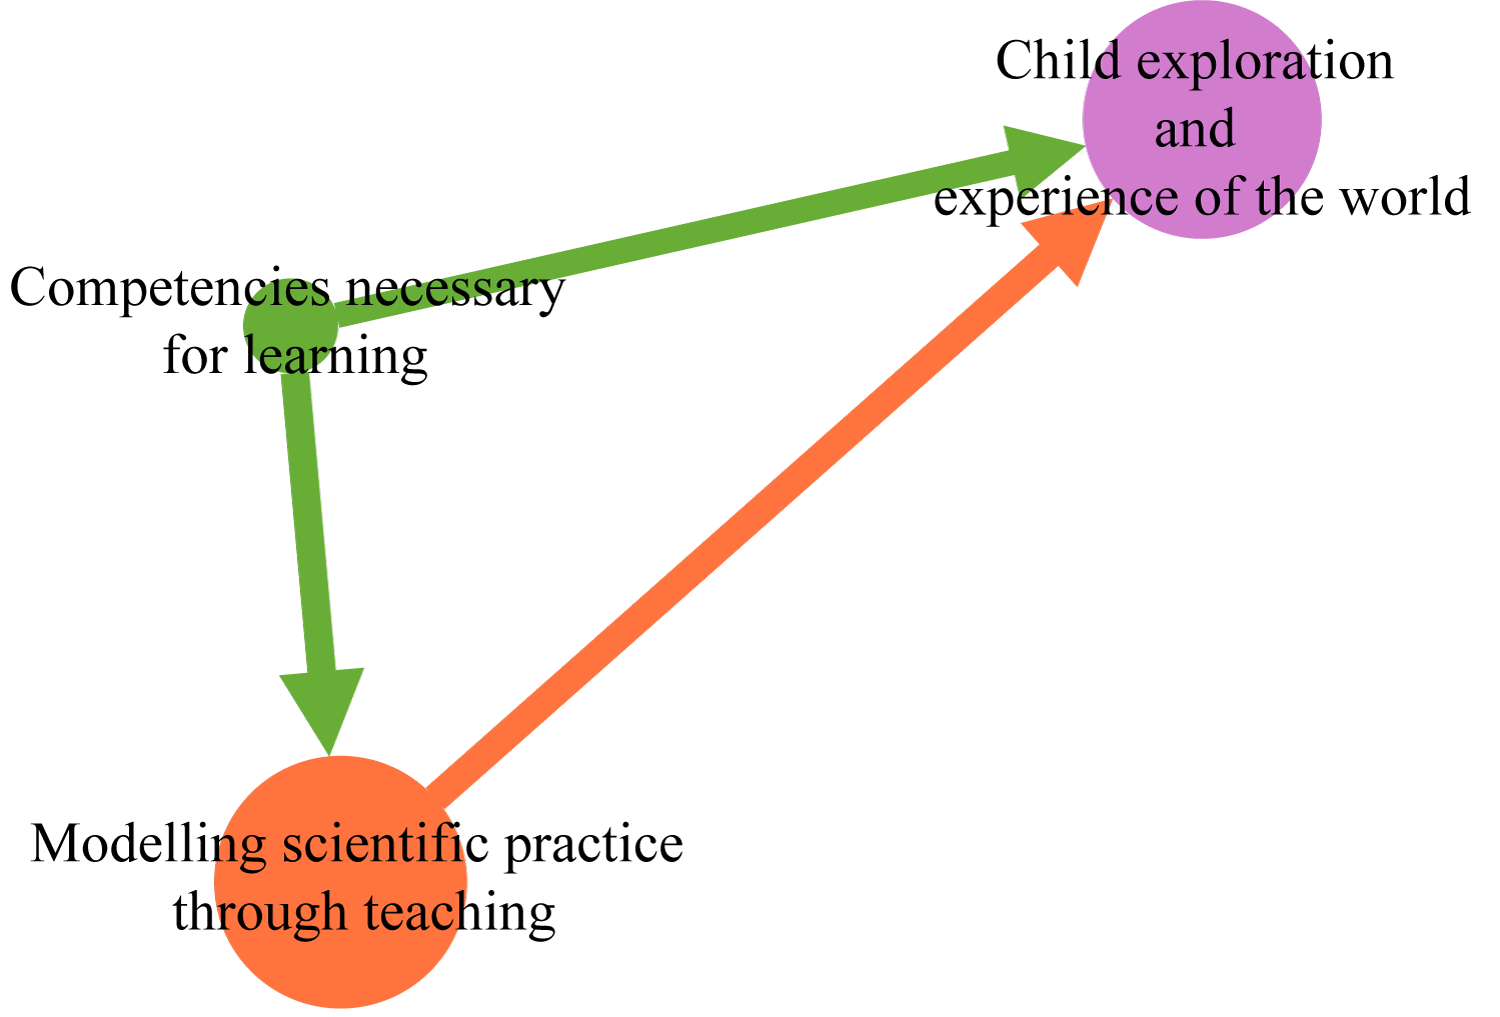 Child exploration
and
experience of the world
Competencies necessary
for learning
Modelling scientific practice
through teaching